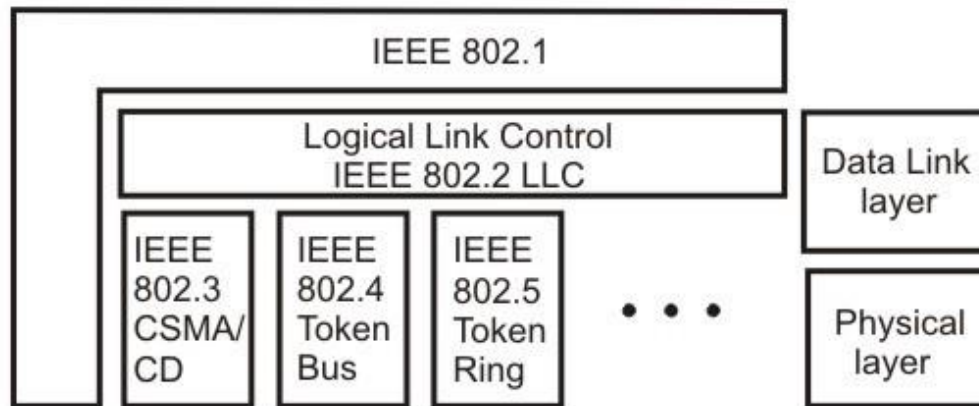 IEEE 802.1
Logical Link Control
IEEE 802.2 LLC
IEEE
802.3
CSMA/
CD
IEEE
802.4
Token
Bus
IEEE
802.5
Token
Ring
Data Link
layer
Physical
layer